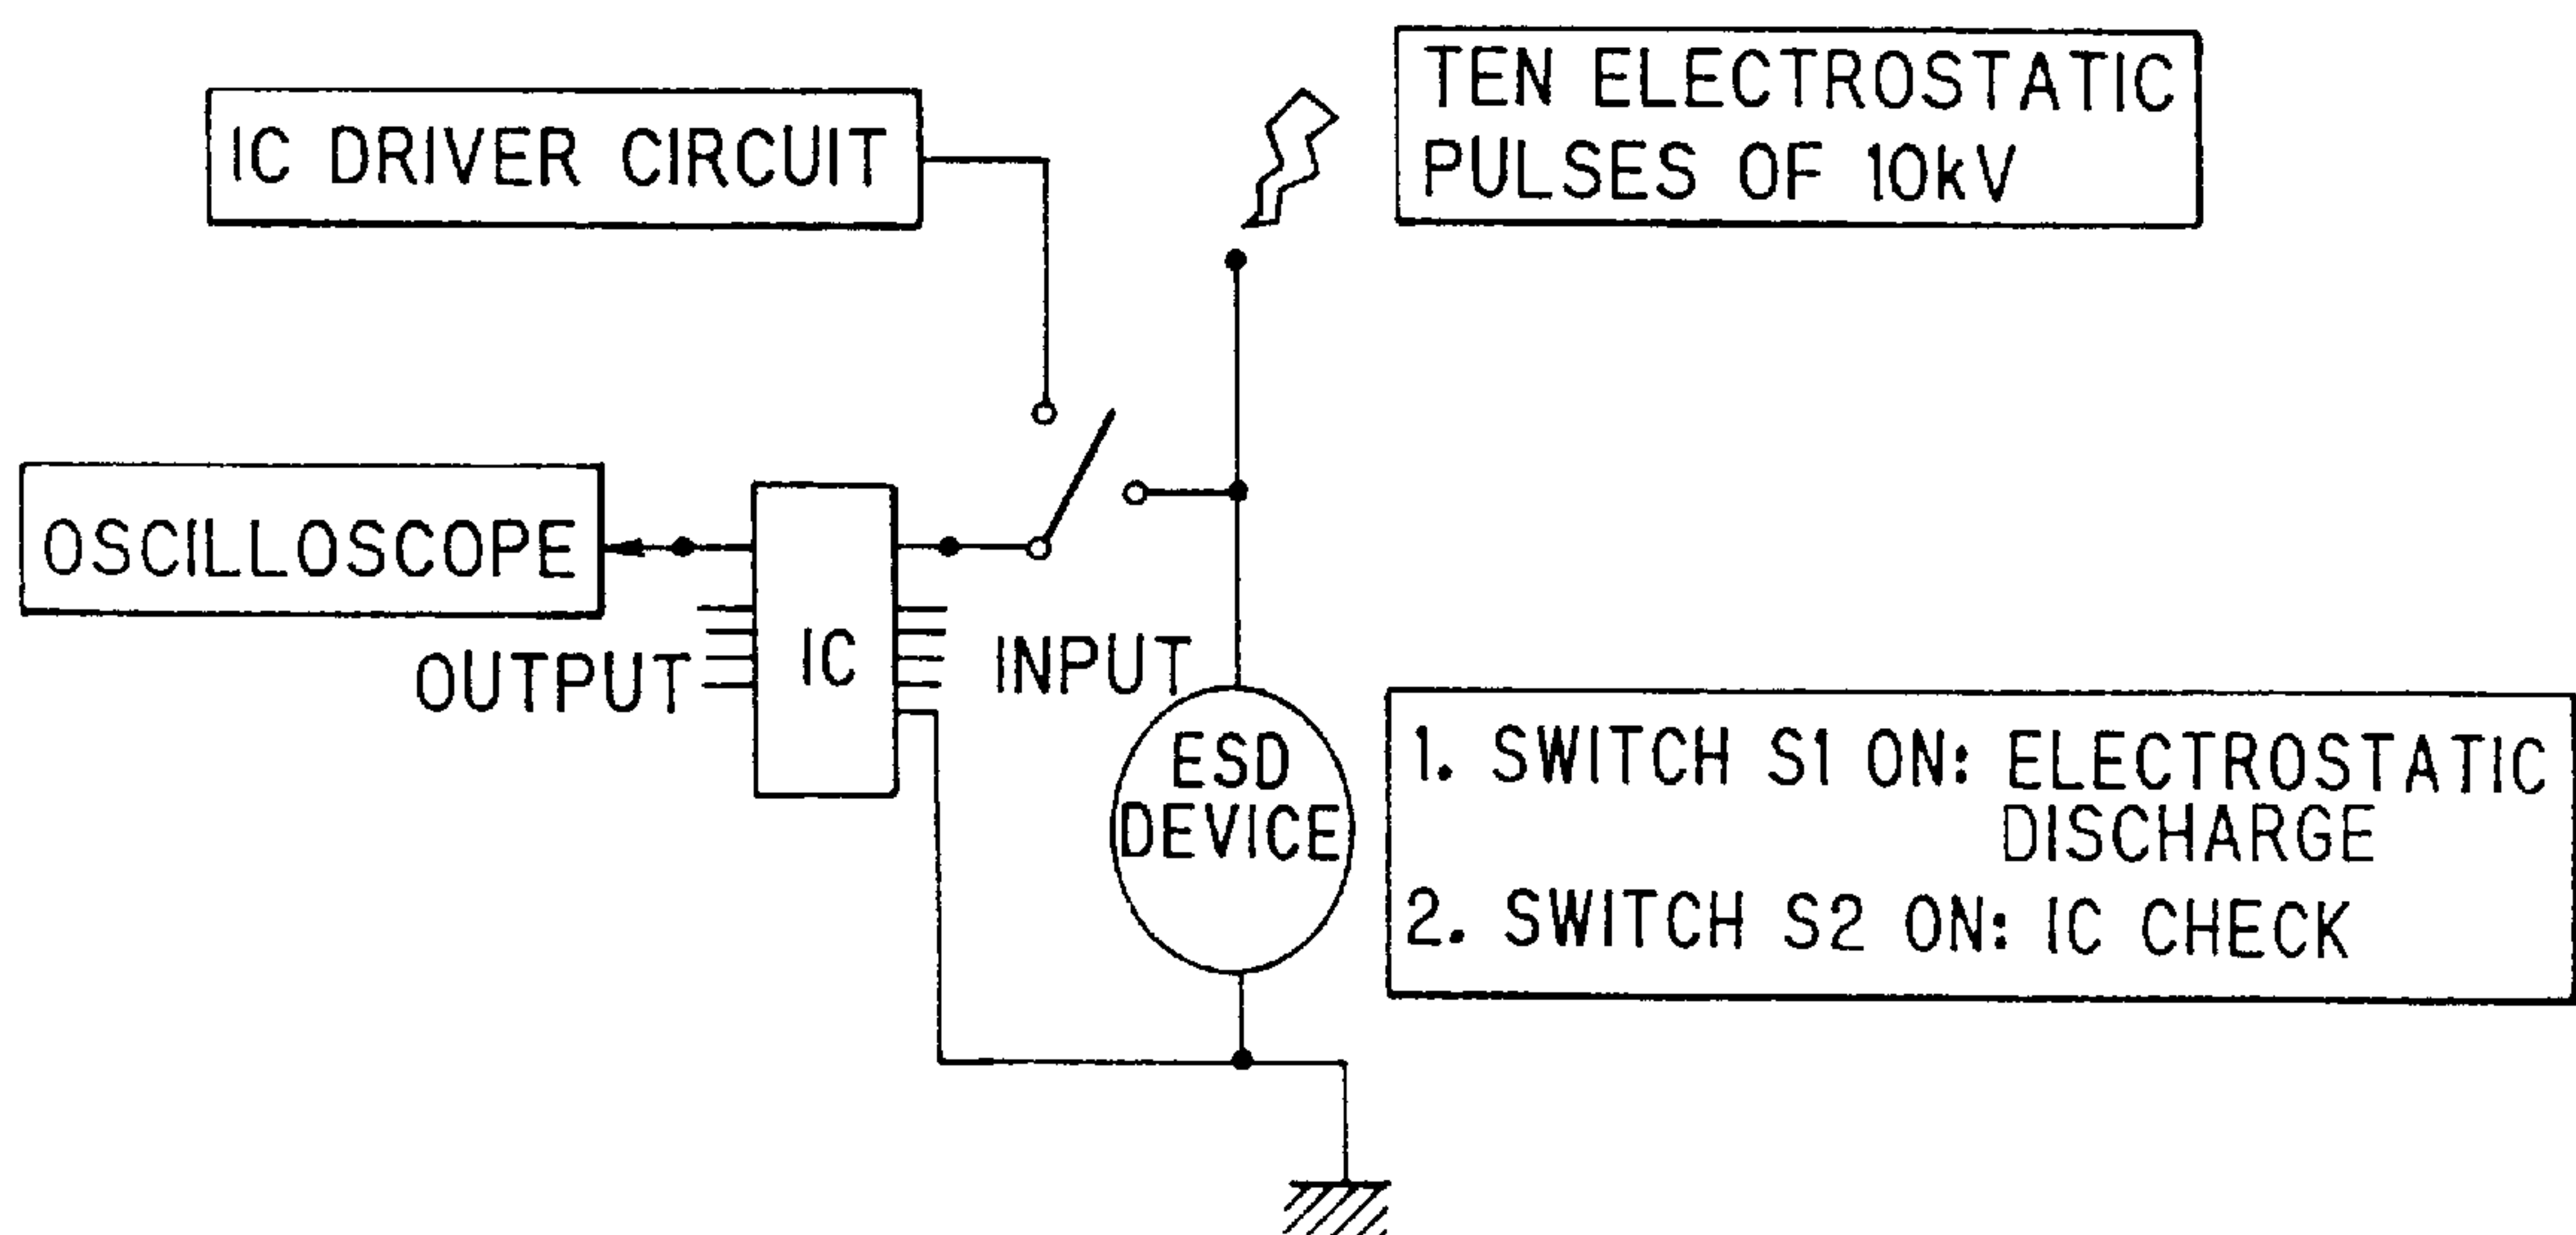 TEN ELECTROSTATIC
PULSES OF 10kV
IC DRIVER CIRCUIT
OSCILLOSCOPE
IC
OUTPUT
INPUT
ESD
DEVICE
1. SWITCH S1 ON: ELECTROSTATIC
DISCHARGE
2. SWITCH S2 ON: IC CHECK